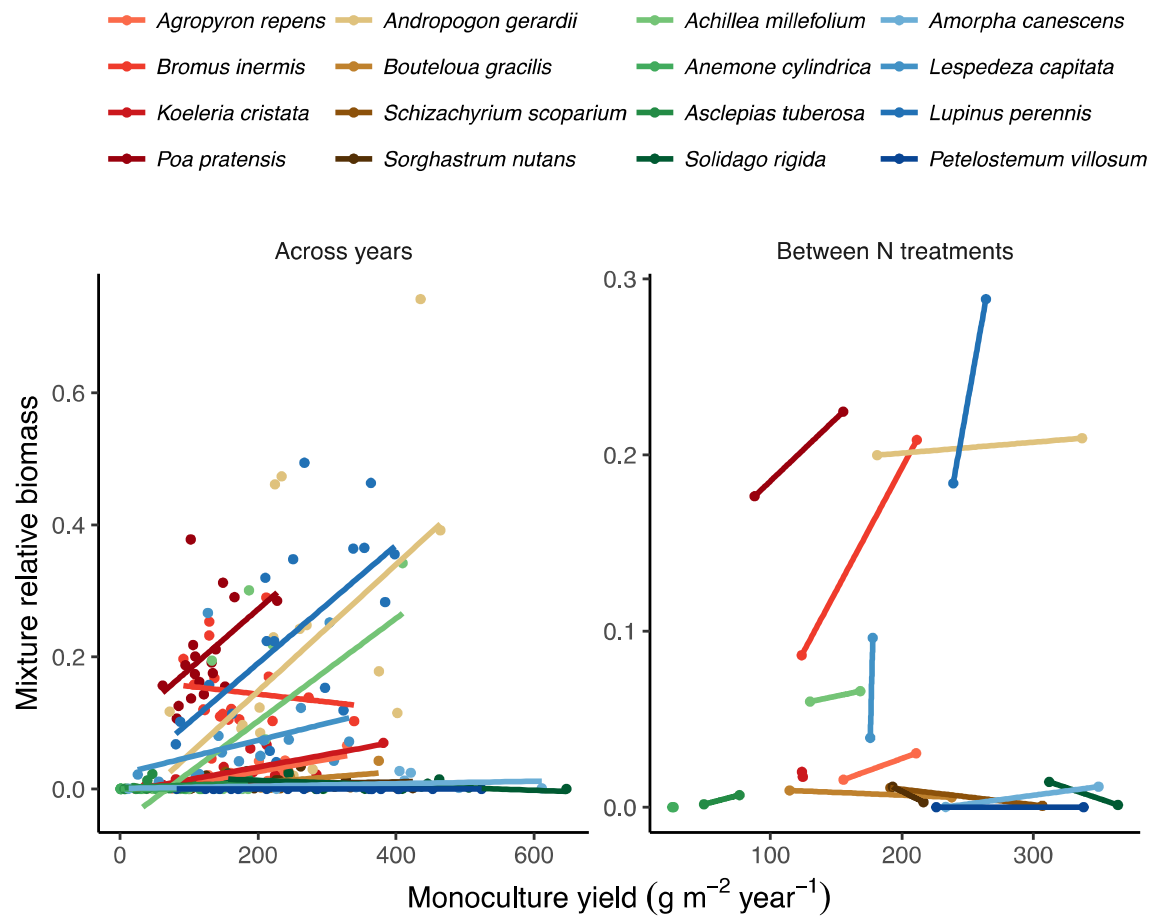 Agropyron repens Andropogon gerardii Achillea millefolium Amorpha canescens
Bromus inermis Bouteloua gracilis Anemone cylindrica Lespedeza capitata
Koeleria cristata Schizachyrium scoparium Asclepias tuberosa Lupinus perennis
Poa pratensis Sorghastrum nutans Solidago rigida Petelostemum villosum
Across years
Between N treatments
Mixture relative biomass
0.6
0.4
0.2
0.0
0 200 400 600
0.3
0.2
0.1
0.0
100 200 300
Monoculture yield (g m⁻² year⁻¹)